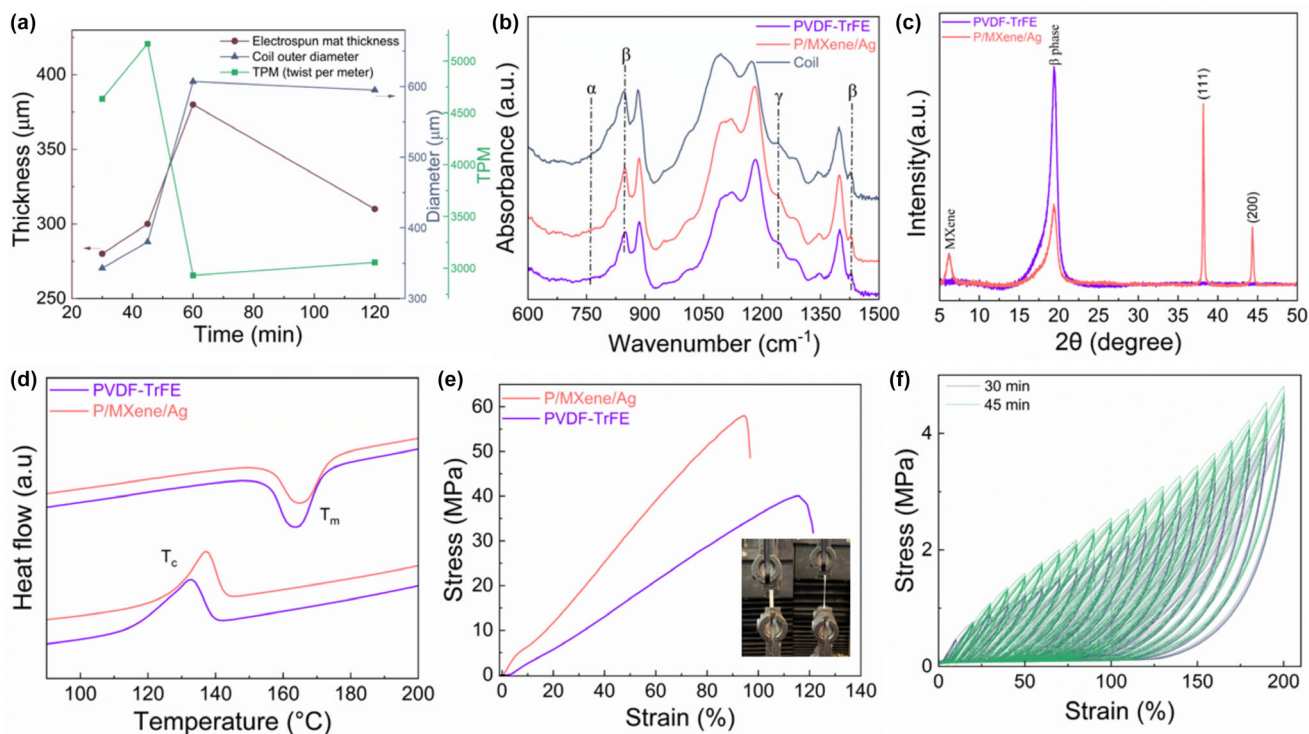 (a)
Electrospun mat thickness
Coil outer diameter
TPM (twist per meter)
400
350
300
250
Thickness (μm)
20 40 60 80 100 120
Time (min)
600
500
400
300
Diameter (μm)
5000
4500
4000
3500
3000
TPM
(b)
PVDF-TrFE
P/MXene/Ag
Coil
α
β
γ
β
Absorbance (a.u.)
600 750 900 1050 1200 1350 1500
Wavenumber (cm⁻¹)
(c)
PVDF-TrFE
P/MXene/Ag
MXene
β phase
(111)
(200)
Intensity(a.u.)
5 10 15 20 25 30 35 40 45 50
2θ (degree)
(d)
PVDF-TrFE
P/MXene/Ag
Tm
Tc
Heat flow (a.u)
100 120 140 160 180 200
Temperature (°C)
(e)
P/MXene/Ag
PVDF-TrFE
60
50
40
30
20
10
0
Stress (MPa)
0 20 40 60 80 100 120 140
Strain (%)
(f)
30 min
45 min
4
2
0
Stress (MPa)
0 50 100 150 200
Strain (%)